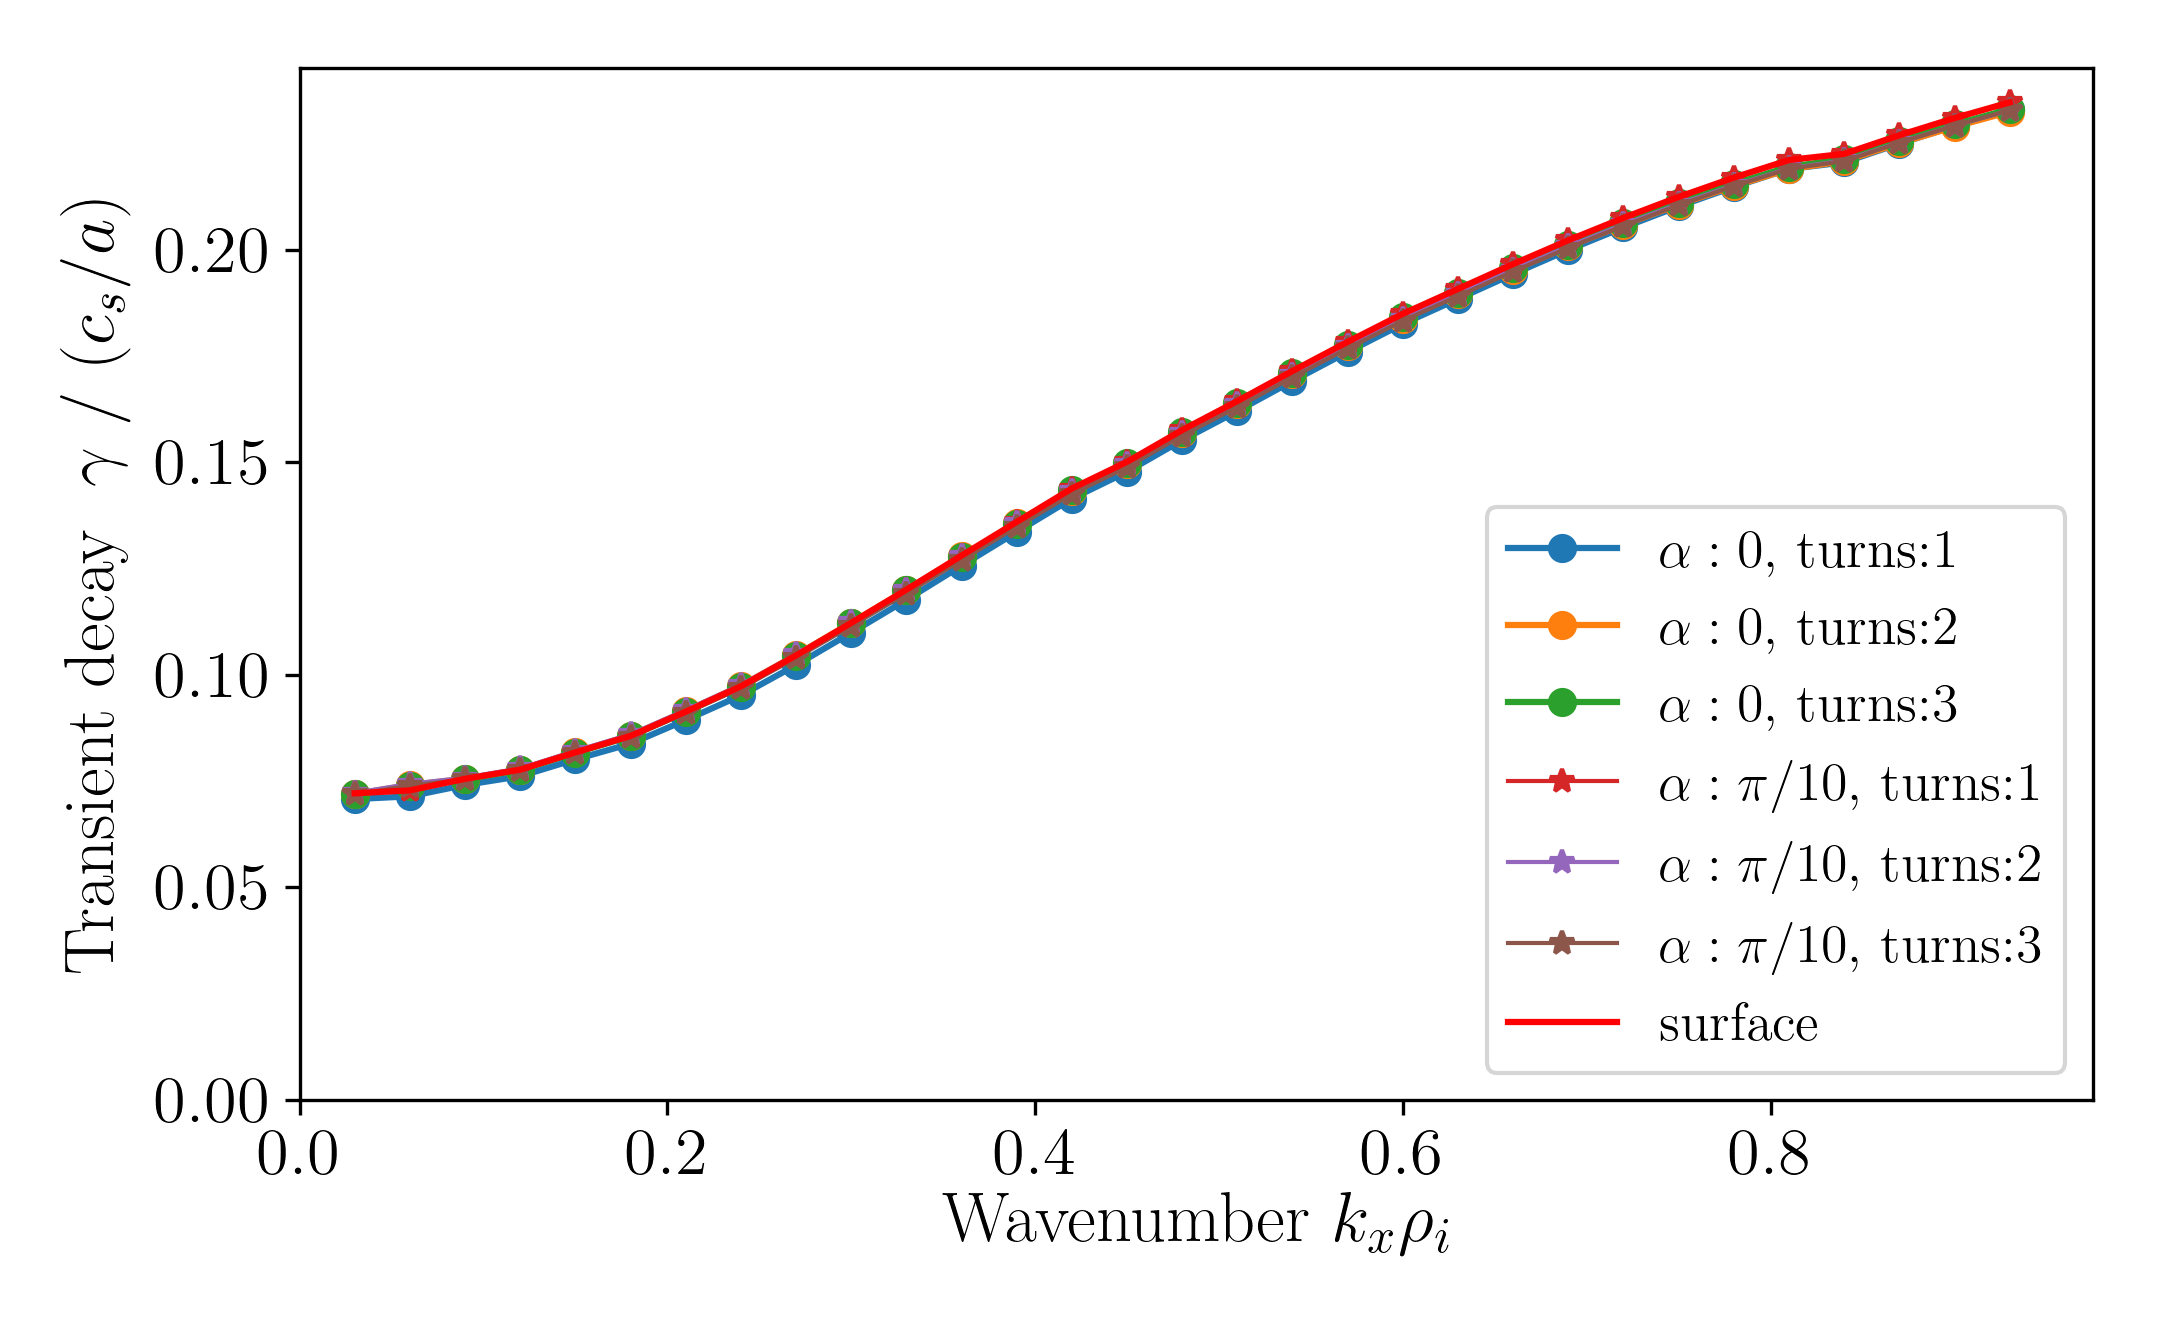 Transient decay γ / (c_s/a)
0.20
0.15
0.10
0.05
0.00
0.0 0.2 0.4 0.6 0.8
Wavenumber k_xρ_i
α : 0, turns:1
α : 0, turns:2
α : 0, turns:3
α : π/10, turns:1
α : π/10, turns:2
α : π/10, turns:3
surface